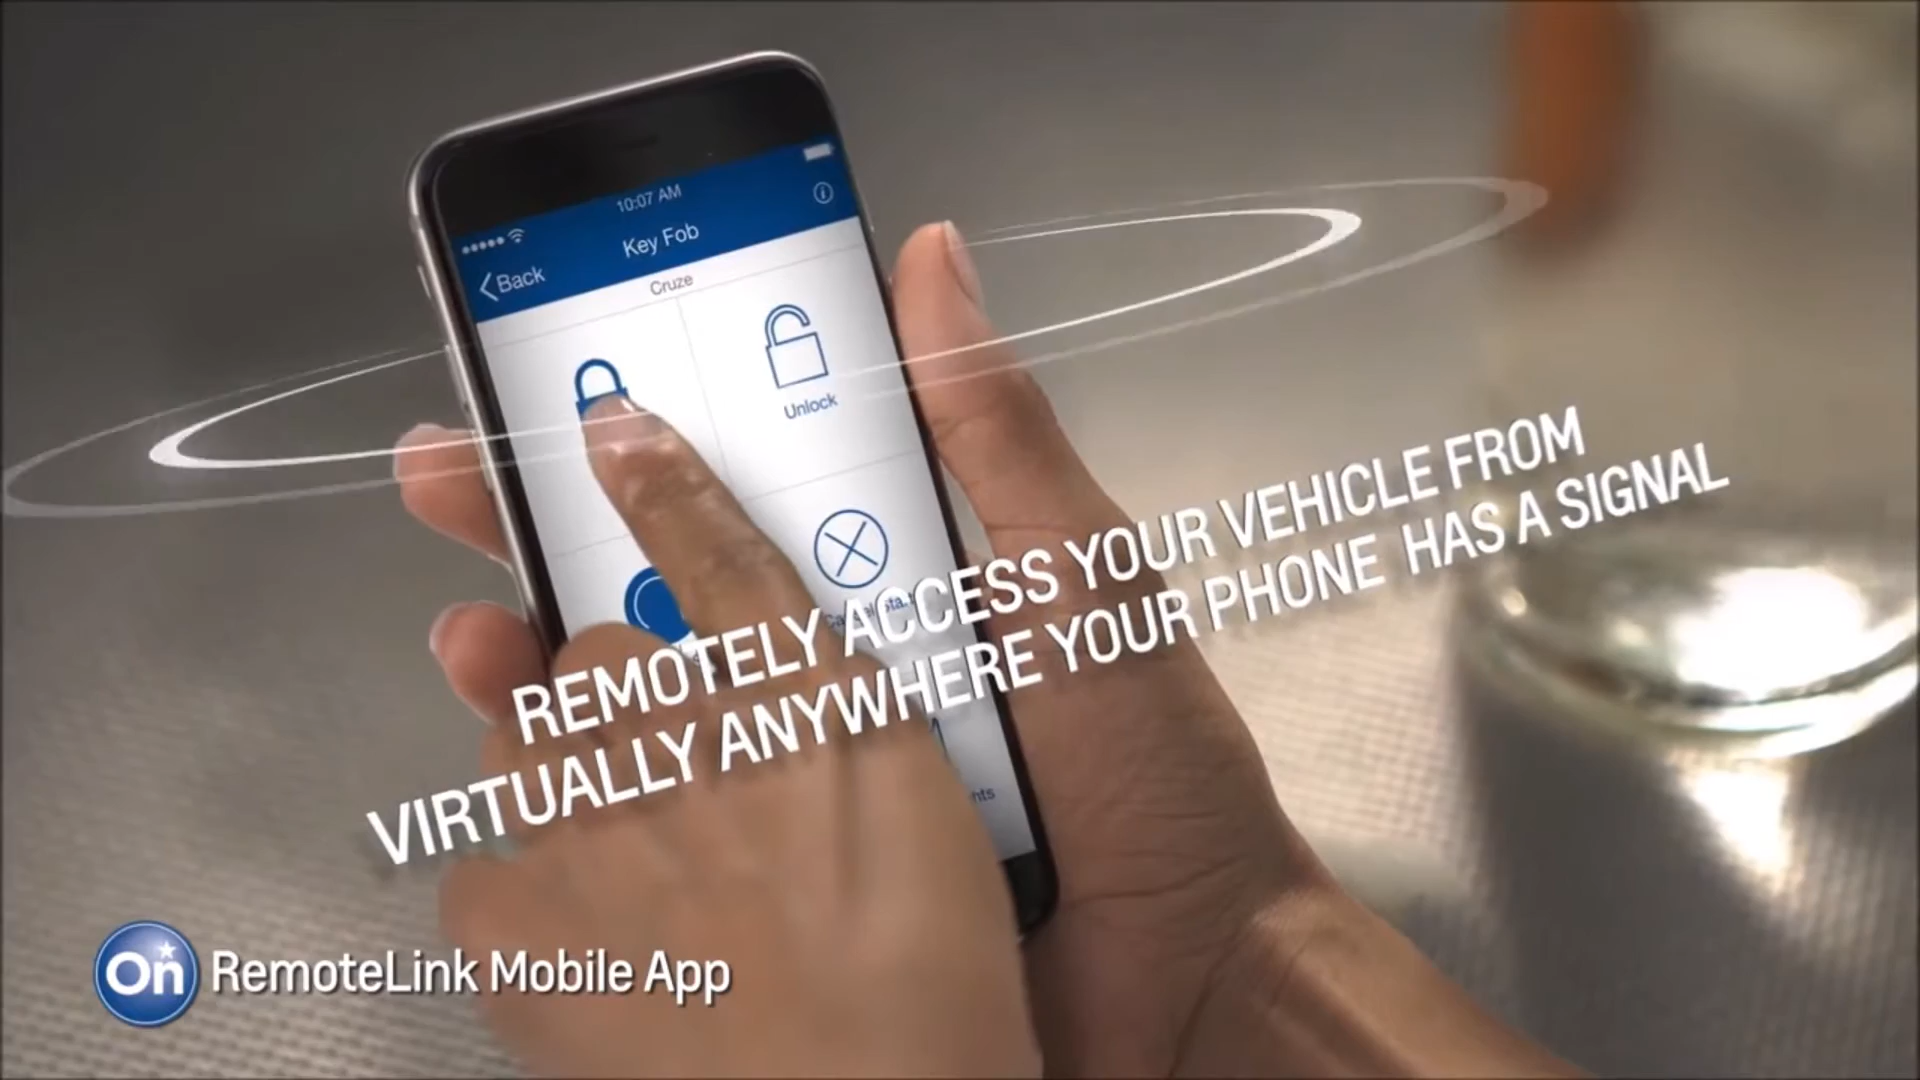 10:07 AM
Back
Key Fob
Cruze
Unlock
REMOTELY ACCESS YOUR VEHICLE FROM
VIRTUALLY ANYWHERE YOUR PHONE HAS A SIGNAL
On RemoteLink Mobile App